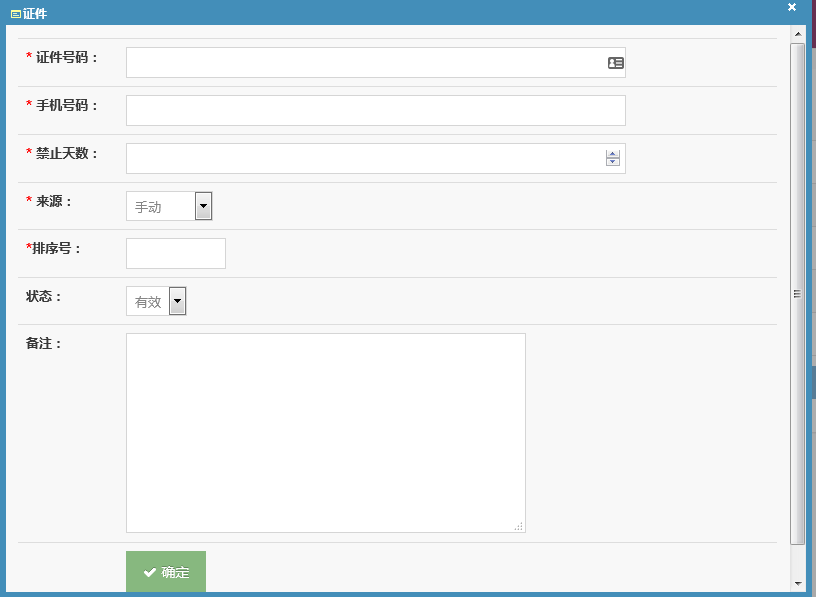 证件
* 证件号码：
* 手机号码：
* 禁止天数：
* 来源：
手动
*排序号：
状态：
有效
备注：
确定